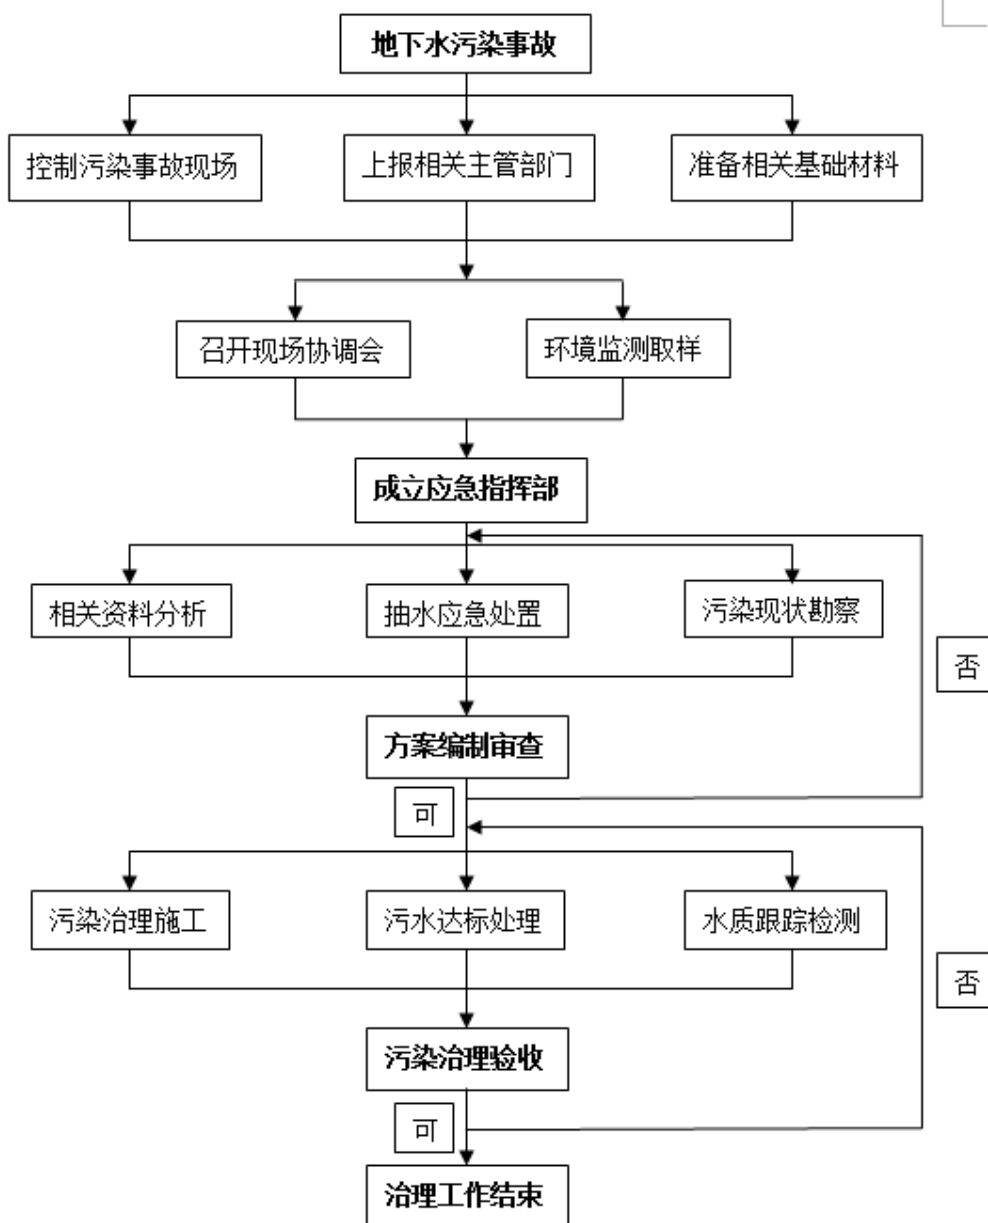 地下水污染事故
控制污染事故现场
上报相关主管部门
准备相关基础材料
召开现场协调会
环境监测取样
成立应急指挥部
相关资料分析
抽水应急处置
污染现状勘察
否
方案编制审查
可
污染治理施工
污水达标处理
水质跟踪检测
否
污染治理验收
可
治理工作结束